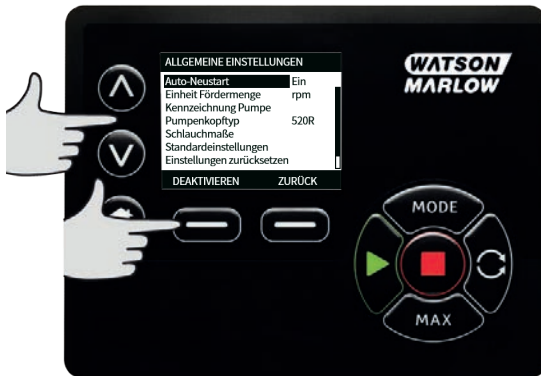 ALLGEMEINE EINSTELLUNGEN
Auto-Neustart Ein
Einheit Fördermenge rpm
Kennzeichnung Pumpe
Pumpenkopftyp 520R
Schlauchmaße
Standardeinstellungen
Einstellungen zurücksetzen
DEAKTIVIEREN ZURÜCK
WATSON
MARLOW
MODE
MAX